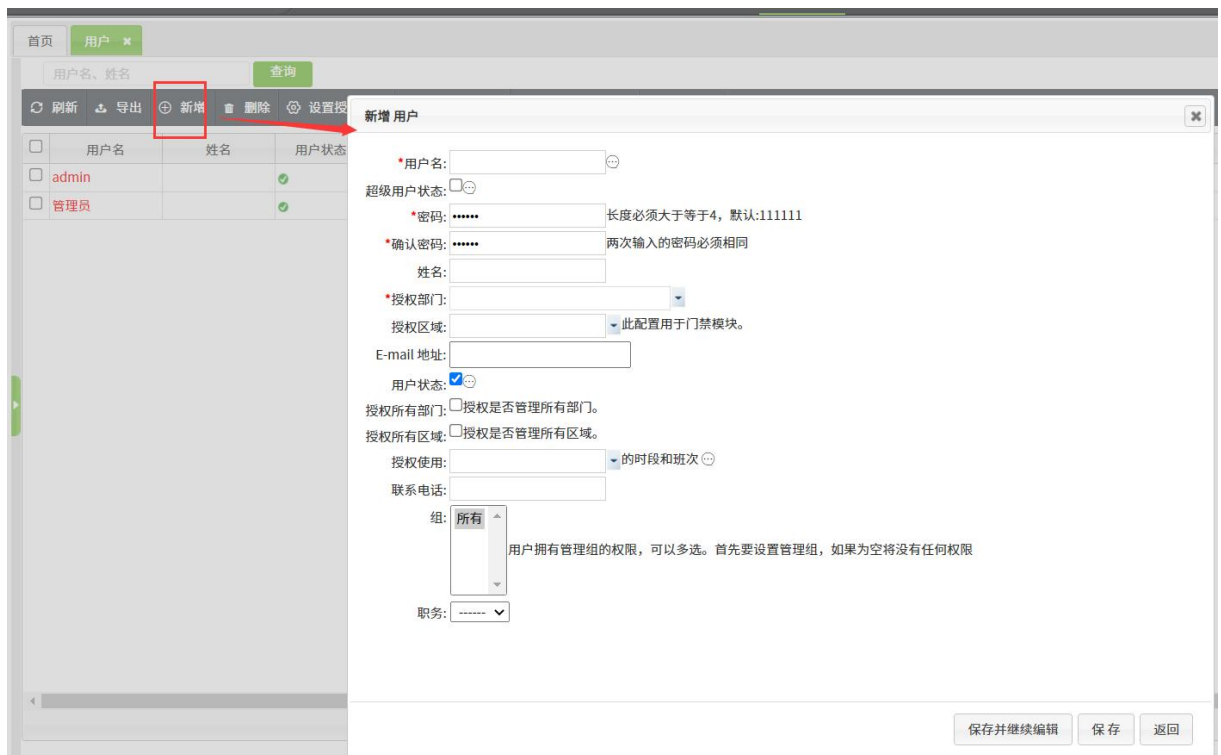 首页 用户
用户名、姓名 查询
刷新 导出 新增 删除 设置授
用户名 姓名 用户状态
admin
管理员
新增 用户
*用户名:
超级用户状态:
*密码: •••••• 长度必须大于等于4，默认:111111
*确认密码: •••••• 两次输入的密码必须相同
姓名:
*授权部门:
授权区域: 此配置用于门禁模块。
E-mail 地址:
用户状态:
授权所有部门: 授权是否管理所有部门。
授权所有区域: 授权是否管理所有区域。
授权使用: 的时段和班次
联系电话:
组: 所有
用户拥有管理组的权限，可以多选。首先要设置管理组，如果为空将没有任何权限
职务: ------
保存并继续编辑 保存 返回